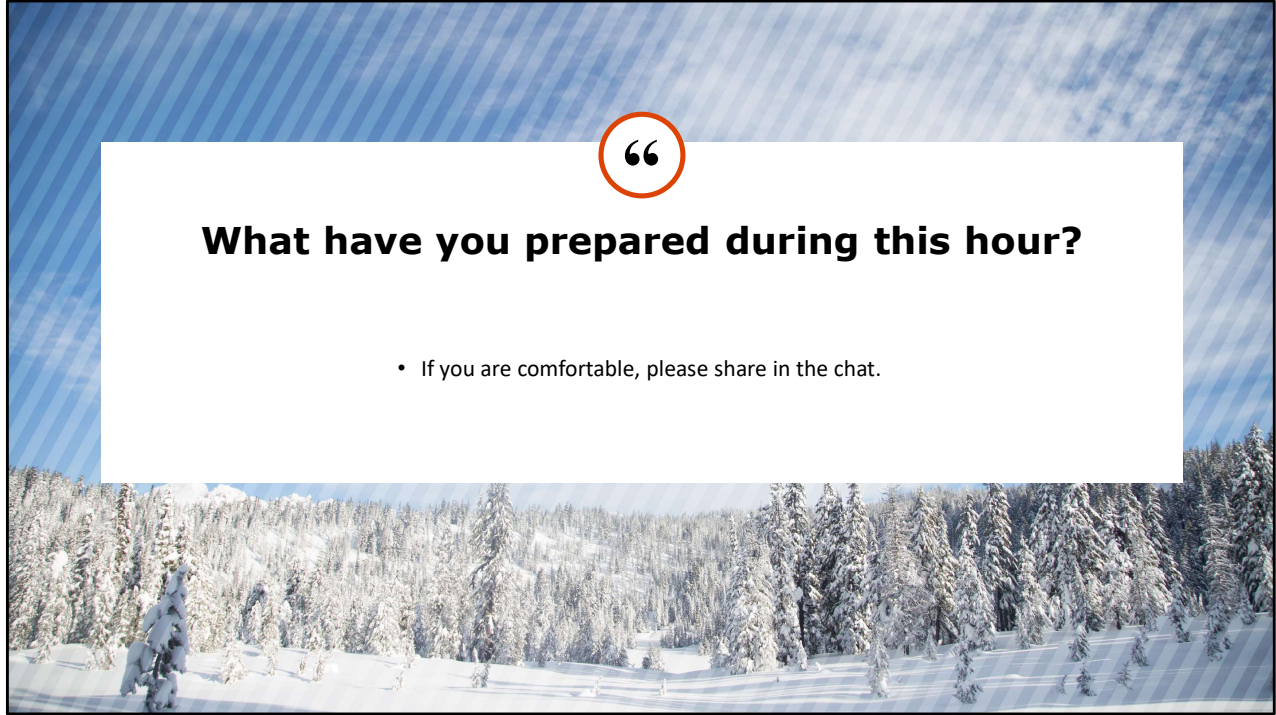 “
What have you prepared during this hour?
• If you are comfortable, please share in the chat.